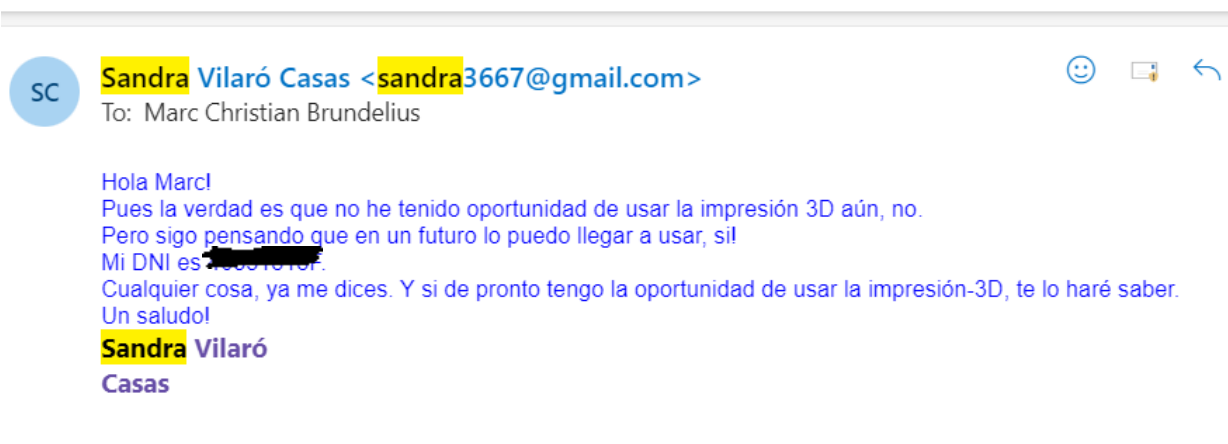 SC
Sandra Vilaró Casas <sandra3667@gmail.com>
To: Marc Christian Brundelius
Hola Marc!
Pues la verdad es que no he tenido oportunidad de usar la impresión 3D aún, no.
Pero sigo pensando que en un futuro lo puedo llegar a usar, si!
Mi DNI es
Cualquier cosa, ya me dices. Y si de pronto tengo la oportunidad de usar la impresión-3D, te lo haré saber.
Un saludo!
Sandra Vilaró
Casas